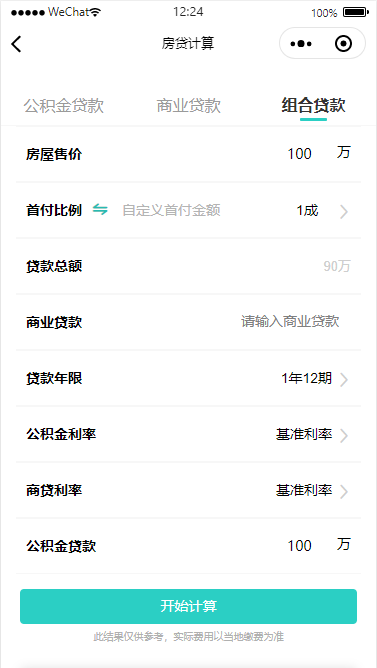 WeChat 12:24 100%
房贷计算
公积金贷款 商业贷款 组合贷款
房屋售价 100 万
首付比例 自定义首付金额 1成
贷款总额 90万
商业贷款 请输入商业贷款
贷款年限 1年12期
公积金利率 基准利率
商贷利率 基准利率
公积金贷款 100 万
开始计算
此结果仅供参考，实际费用以当地缴费为准